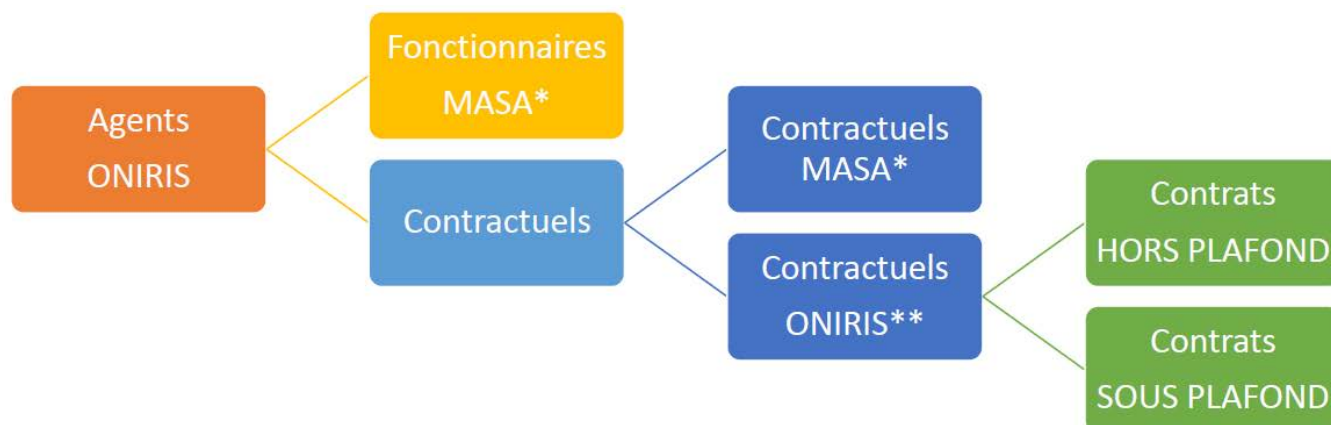 Agents
ONIRIS
Fonctionnaires
MASA*
Contractuels
Contractuels
MASA*
Contractuels
ONIRIS**
Contrats
HORS PLAFOND
Contrats
SOUS PLAFOND